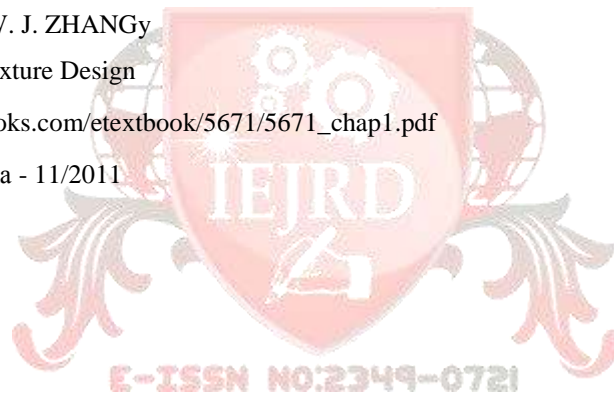 V. J. ZHANGy
xture Design
oks.com/etextbook/5671/5671_chap1.pdf
a - 11/2011
IEJRD
E-ISSN NO:2349-0721